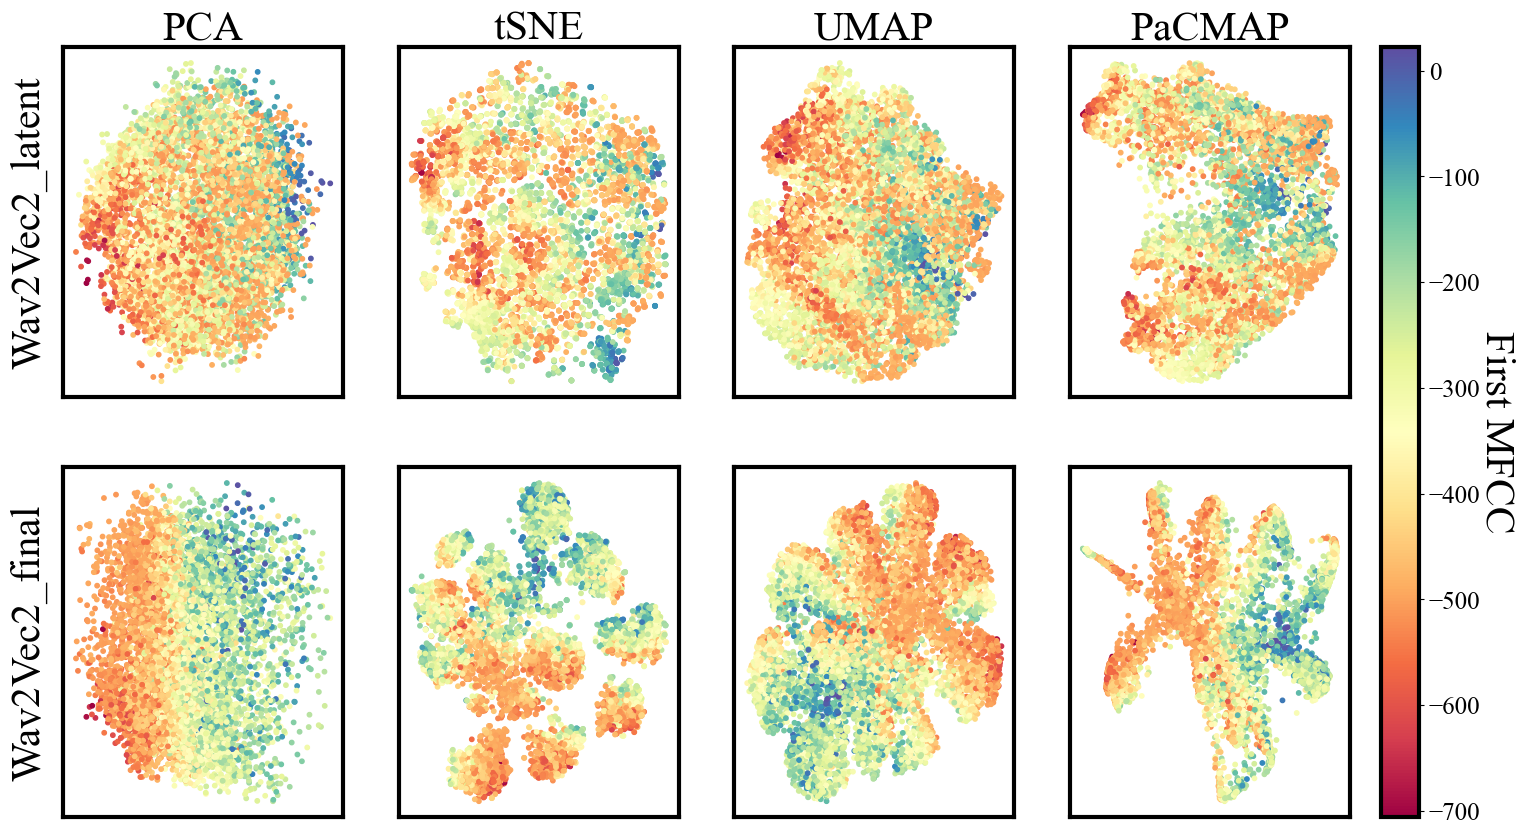 PCA
tSNE
UMAP
PaCMAP
Wav2Vec2_latent
Wav2Vec2_final
0
−100
−200
−300
−400
−500
−600
−700
First MFCC